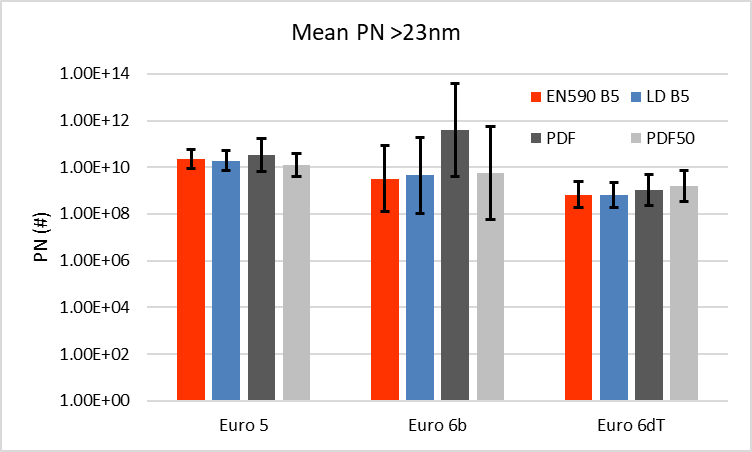 Mean PN >23nm
1.00E+14
1.00E+12
1.00E+10
1.00E+08
1.00E+06
1.00E+04
1.00E+02
1.00E+00
PN (#)
EN590 B5 LD B5
PDF PDF50
Euro 5 Euro 6b Euro 6dT